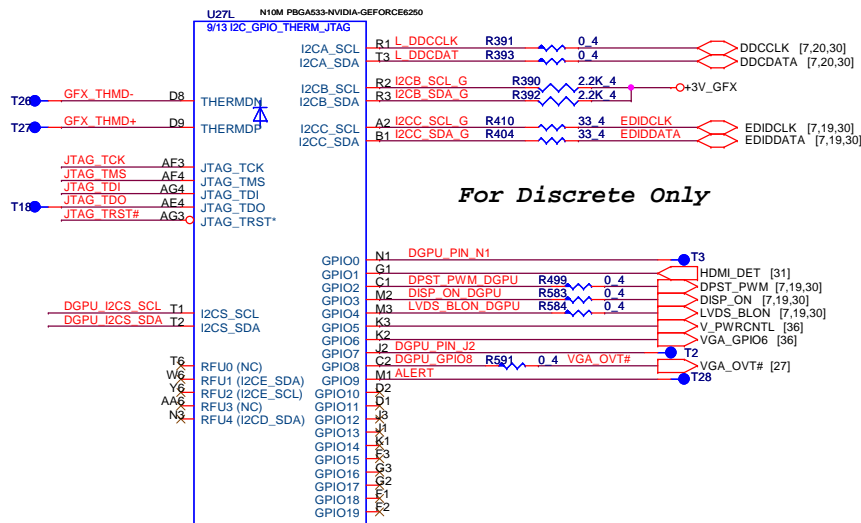 U27L N10M PBGA533-NVIDIA-GEFORCE6250
9/13 I2C_GPIO_THERM_JTAG
I2CA_SCL R1 L_DDCCLK R391 0_4 DDCCLK [7,20,30]
I2CA_SDA T3 L_DDCDAT R393 0_4 DDCDATA [7,20,30]
I2CB_SCL R2 I2CB_SCL_G R390 2.2K_4 +3V_GFX
I2CB_SDA R3 I2CB_SDA_G R392 2.2K_4
T26 GFX_THMD- D8 THERMDN
T27 GFX_THMD+ D9 THERMDP
I2CC_SCL A2 I2CC_SCL_G R410 33_4 EDIDCLK EDIDCLK [7,19,30]
I2CC_SDA B1 I2CC_SDA_G R404 33_4 EDIDDATA EDIDDATA [7,19,30]
JTAG_TCK AF3 JTAG_TCK
JTAG_TMS AF4 JTAG_TMS
JTAG_TDI AG4 JTAG_TDI
T18 JTAG_TDO AE4 JTAG_TDO
JTAG_TRST# AG3 JTAG_TRST*
For Discrete Only
GPIO0 N1 DGPU_PIN_N1 T3
GPIO1 G1 HDMI_DET [31]
GPIO2 C1 DPST_PWM_DGPU R499 0_4 DPST_PWM [7,19,30]
GPIO3 M2 DISP_ON_DGPU R583 0_4 DISP_ON [7,19,30]
GPIO4 M3 LVDS_BLON_DGPU R584 0_4 LVDS_BLON [7,19,30]
GPIO5 K3 V_PWRCNTL [36]
GPIO6 K2 VGA_GPIO6 [36]
GPIO7 J2 DGPU_PIN_J2 T2
GPIO8 C2 DGPU_GPIO8 R591 0_4 VGA_OVT# VGA_OVT# [27]
GPIO9 M1 ALERT T28
GPIO10 D2
GPIO11 D1
GPIO12 J3
GPIO13 J1
GPIO14 K1
GPIO15 F3
GPIO16 G3
GPIO17 G2
GPIO18 F1
GPIO19 F2
DGPU_I2CS_SCL T1 I2CS_SCL
DGPU_I2CS_SDA T2 I2CS_SDA
T6 RFU0 (NC)
W6 RFU1 (I2CE_SDA)
Y6 RFU2 (I2CE_SCL)
AA6 RFU3 (NC)
N3 RFU4 (I2CD_SDA)